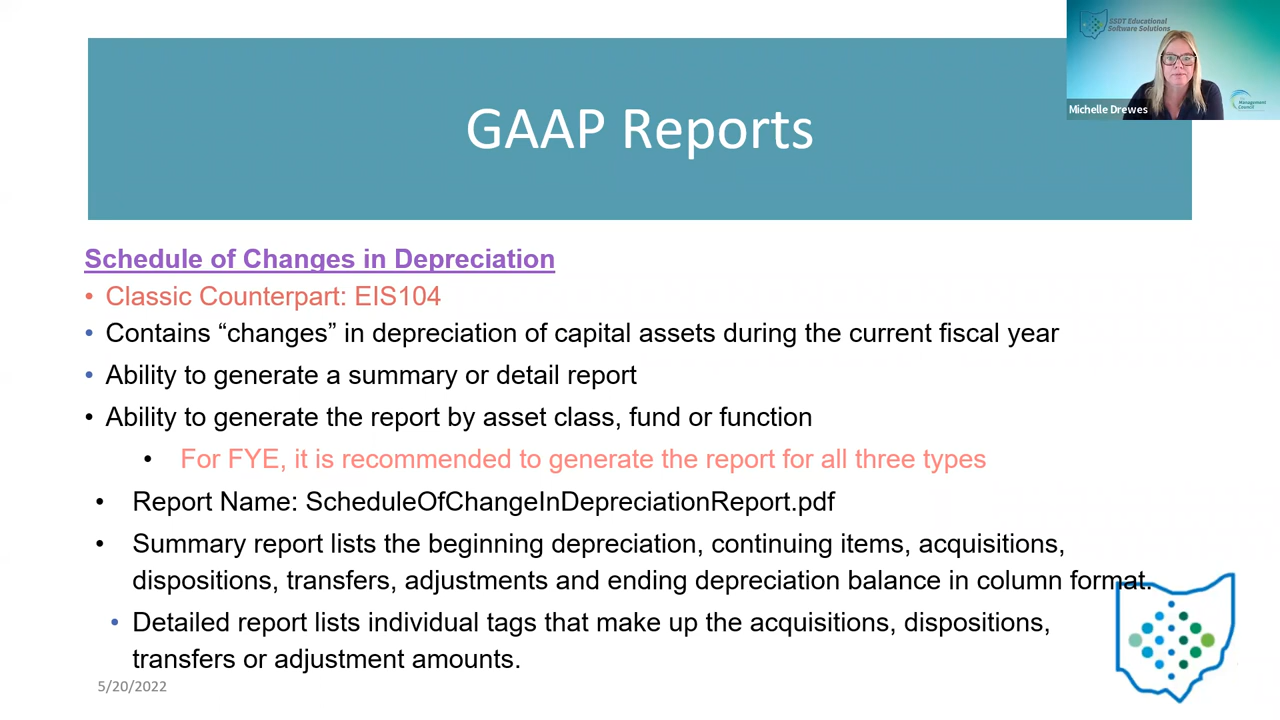 SSDT Educational
Software Solutions
Management
Council
Michelle Drewes
GAAP Reports
Schedule of Changes in Depreciation
• Classic Counterpart: EIS104
• Contains “changes” in depreciation of capital assets during the current fiscal year
• Ability to generate a summary or detail report
• Ability to generate the report by asset class, fund or function
• For FYE, it is recommended to generate the report for all three types
• Report Name: ScheduleOfChangeInDepreciationReport.pdf
• Summary report lists the beginning depreciation, continuing items, acquisitions,
dispositions, transfers, adjustments and ending depreciation balance in column format.
• Detailed report lists individual tags that make up the acquisitions, dispositions,
transfers or adjustment amounts.
5/20/2022